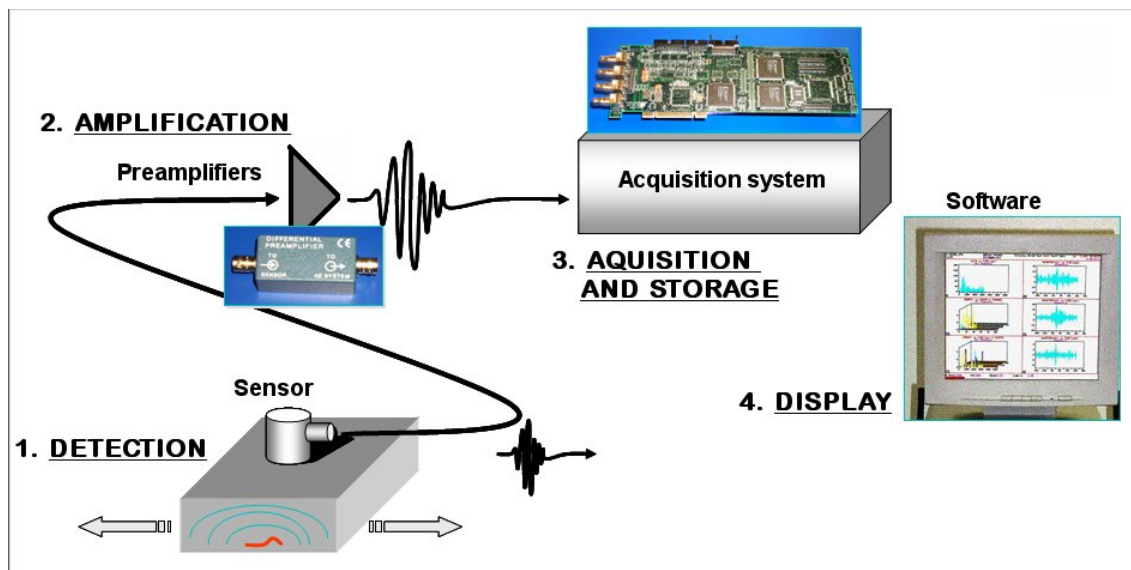 2. AMPLIFICATION
Preamplifiers
DIFFERENTIAL
PREAMPLIFIER
CE
TO
SENSOR
TO
AE SYSTEM
Acquisition system
Software
3. AQUISITION
AND STORAGE
Sensor
4. DISPLAY
1. DETECTION